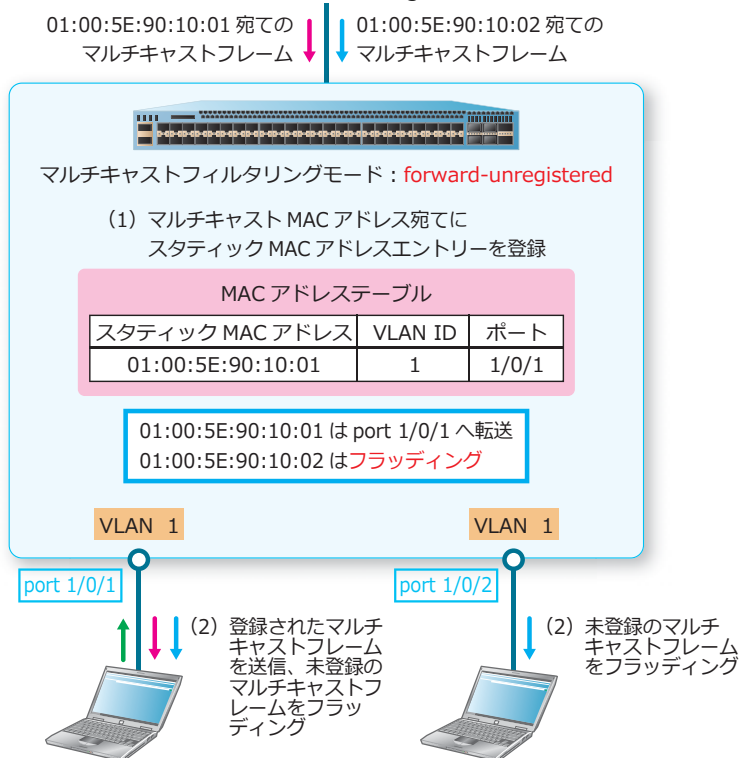 01:00:5E:90:10:01 宛ての
マルチキャストフレーム
01:00:5E:90:10:02 宛ての
マルチキャストフレーム
マルチキャストフィルタリングモード：forward-unregistered
（1）マルチキャスト MAC アドレス宛てに
スタティック MAC アドレスエントリーを登録
MAC アドレステーブル
スタティック MAC アドレス VLAN ID ポート
01:00:5E:90:10:01 1 1/0/1
01:00:5E:90:10:01 は port 1/0/1 へ転送
01:00:5E:90:10:02 はフラッディング
VLAN 1
VLAN 1
port 1/0/1
port 1/0/2
（2）登録されたマルチ
キャストフレーム
を送信、未登録の
マルチキャストフ
レームをフラッ
ディング
（2）未登録のマルチ
キャストフレーム
をフラッディング